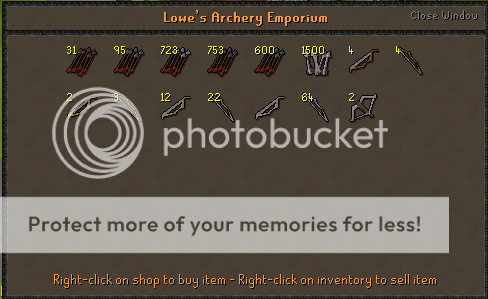 Lowe's Archery Emporium
Close Window
31 95 723 753 600 1500 4 4
2 3 12 22 64 2
photobucket
Protect more of your memories for less!
Right-click on shop to buy item - Right-click on inventory to sell item